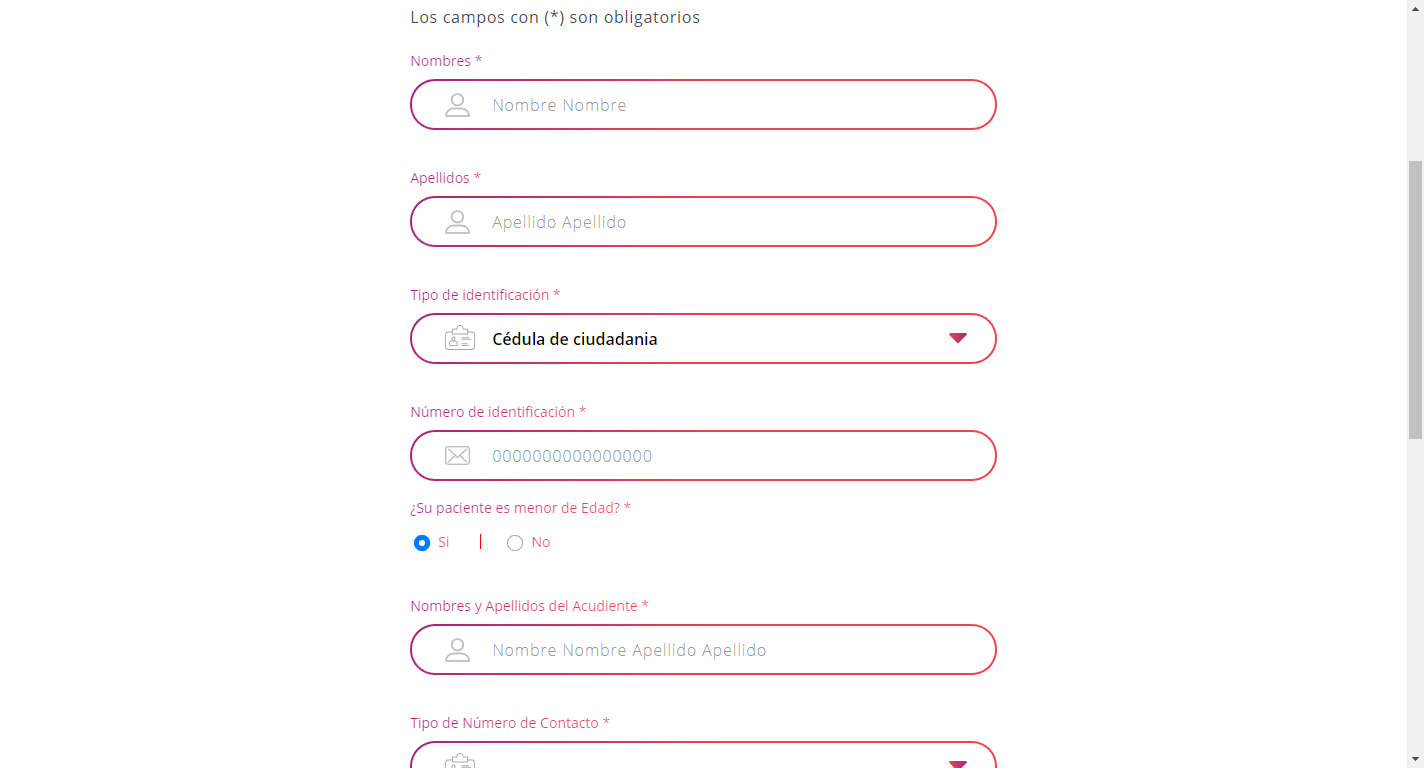 Los campos con (*) son obligatorios
Nombres *
Nombre Nombre
Apellidos *
Apellido Apellido
Tipo de identificación *
Cédula de ciudadania
Número de identificación *
0000000000000000
¿Su paciente es menor de Edad? *
Si | No
Nombres y Apellidos del Acudiente *
Nombre Nombre Apellido Apellido
Tipo de Número de Contacto *